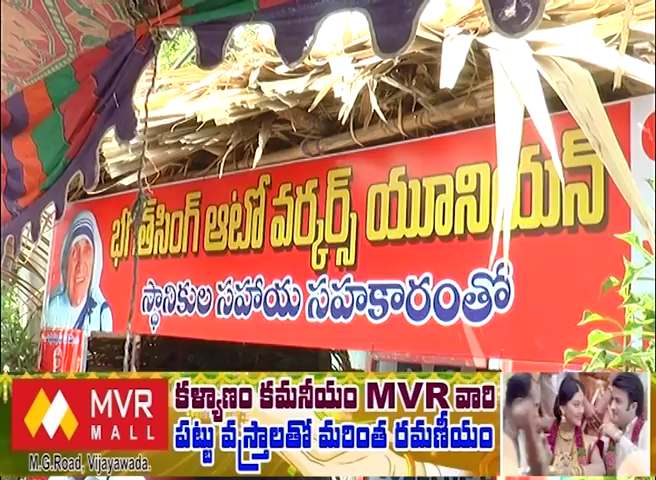 భగత్‌సింగ్ ఆటో వర్కర్స్ యూనియన్
స్థానికుల సహాయ సహకారంతో
MVR
MALL
M.G.Road, Vijayawada.
కళ్యాణం కమనీయం MVR వారి
పట్టు వస్త్రాలతో మరింత రమణీయం